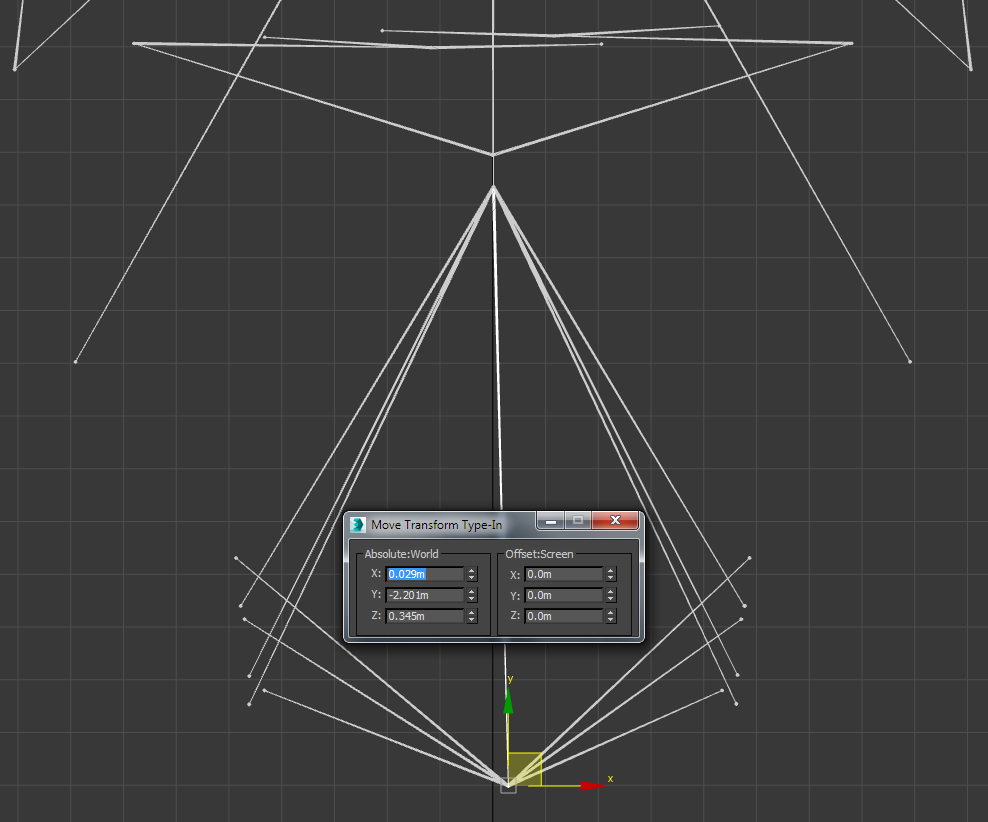 Move Transform Type-In
Absolute:World
X: 0.029m
Y: -2.201m
Z: 0.345m
Offset:Screen
X: 0.0m
Y: 0.0m
Z: 0.0m
y
x